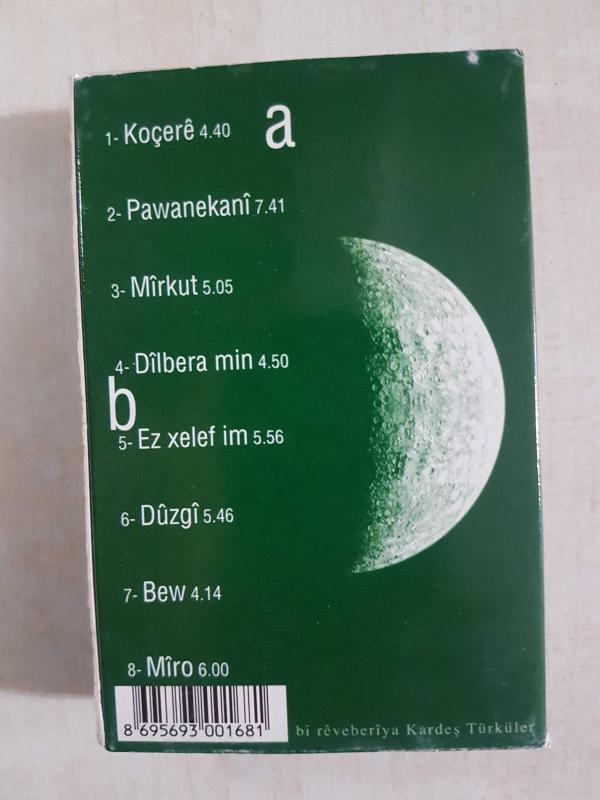 a
1- Koçerê 4.40
2- Pawanekanî 7.41
3- Mîrkut 5.05
4- Dîlbera min 4.50
b
5- Ez xelef im 5.56
6- Dûzgî 5.46
7- Bew 4.14
8- Mîro 6.00
8 695693 001681
bi rêveberîya Kardeş Türküler